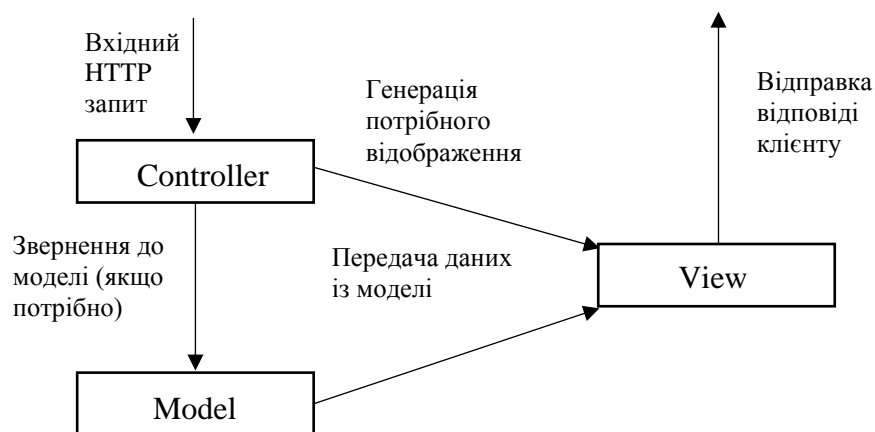 Вхідний
HTTP
запит
Генерація
потрібного
відображення
Відправка
відповіді
клієнту
Controller
Звернення до
моделі (якщо
потрібно)
Передача даних
із моделі
View
Model